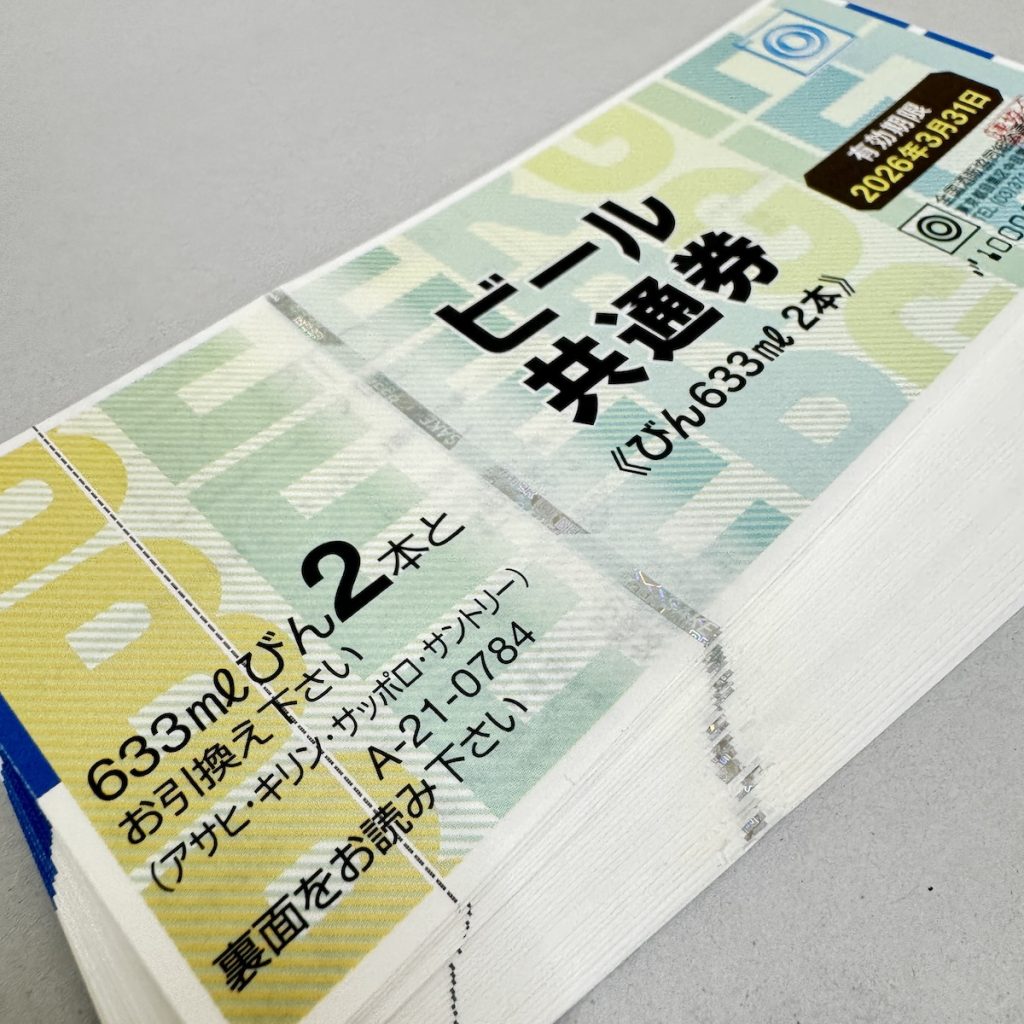 有効期限
2026年3月31日
ビール
共通券
《びん633㎖ 2本》
633㎖びん2本と
お引換え下さい
(アサヒ・キリン・サッポロ・サントリー)
A-21-0784
裏面をお読み下さい